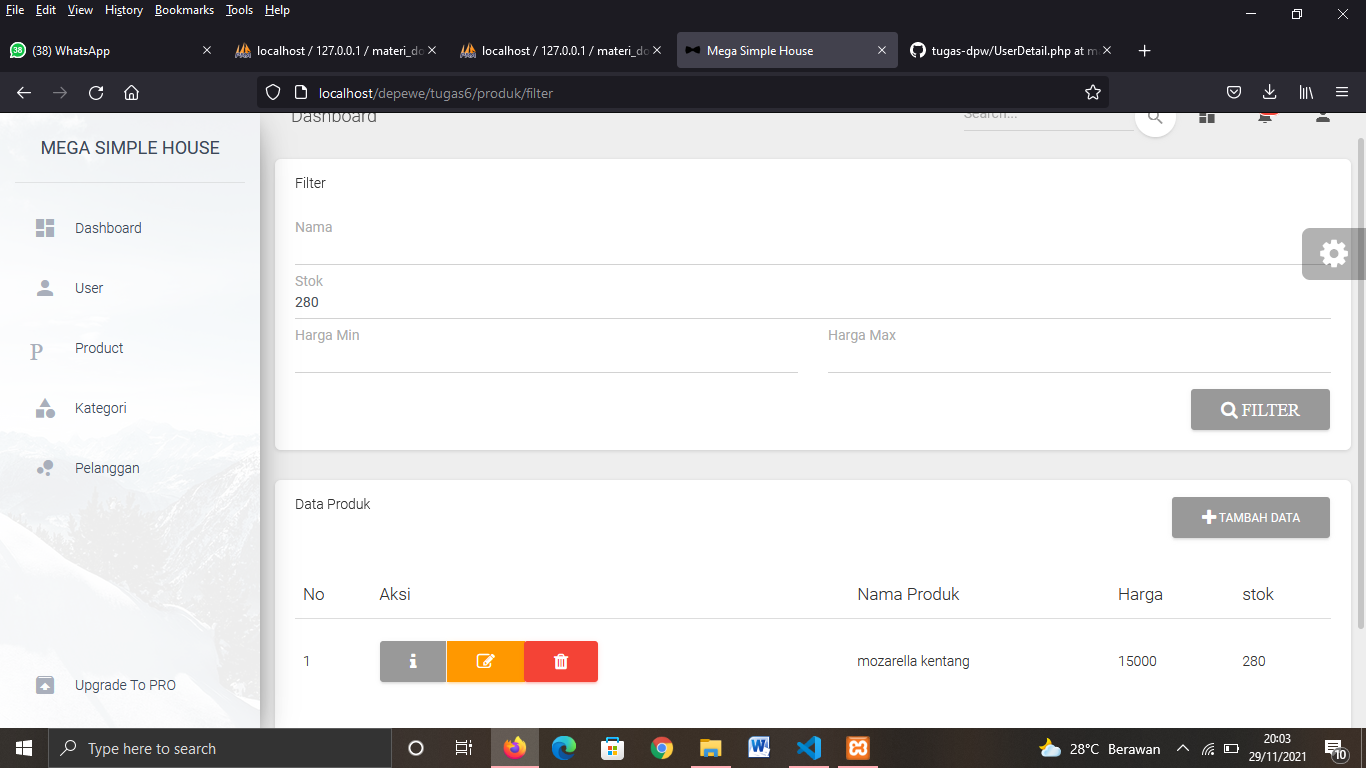 File Edit View History Bookmarks Tools Help
(38) WhatsApp
localhost / 127.0.0.1 / materi_do
localhost / 127.0.0.1 / materi_do
Mega Simple House
tugas-dpw/UserDetail.php at m
localhost/depewe/tugas6/produk/filter
MEGA SIMPLE HOUSE
Dashboard
User
P Product
Kategori
Pelanggan
Upgrade To PRO
Dashboard
Search...
Filter
Nama
Stok
280
Harga Min Harga Max
FILTER
Data Produk
TAMBAH DATA
No Aksi Nama Produk Harga stok
1 mozarella kentang 15000 280
Type here to search
28°C Berawan
20:03
29/11/2021
10